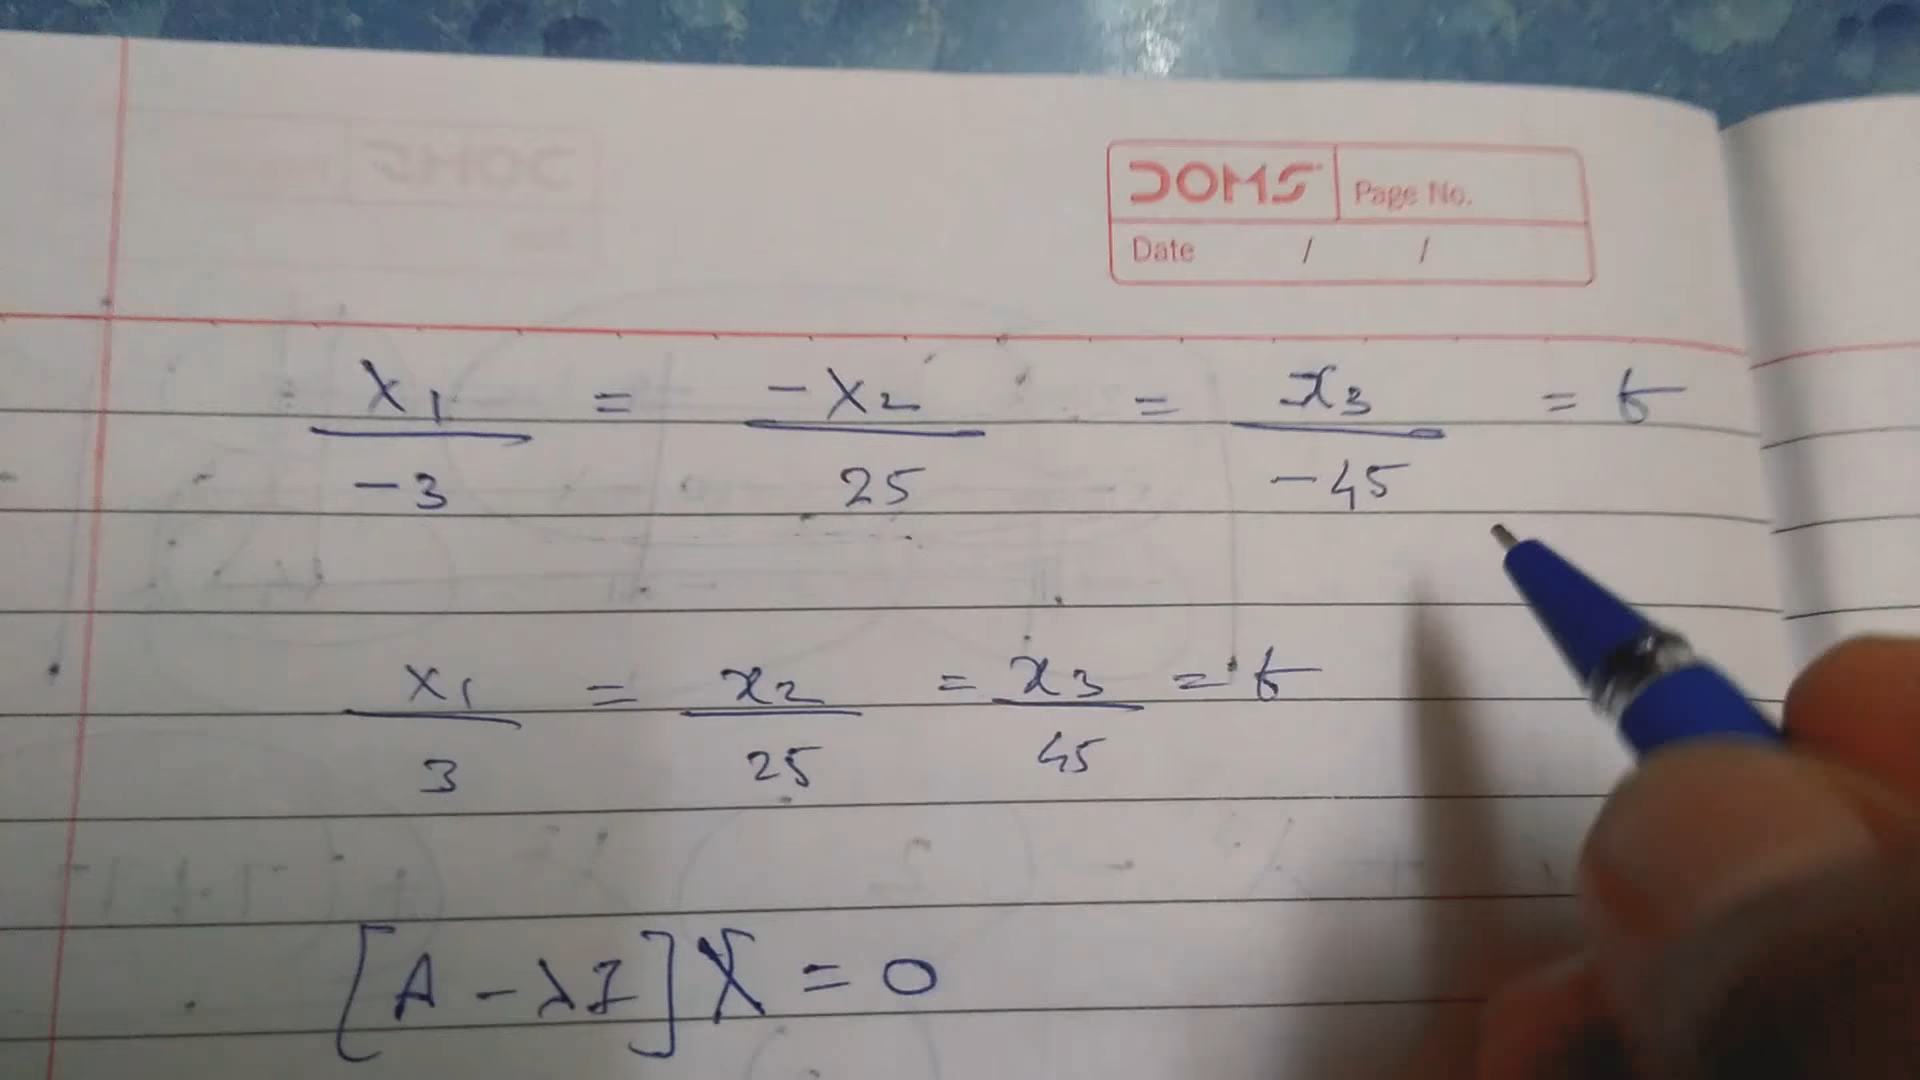 DOMS Page No.
Date / /
x₁/-3 = -x₂/25 = x₃/-45 = t
x₁/3 = x₂/25 = x₃/45 = t
[A - λI] X = 0